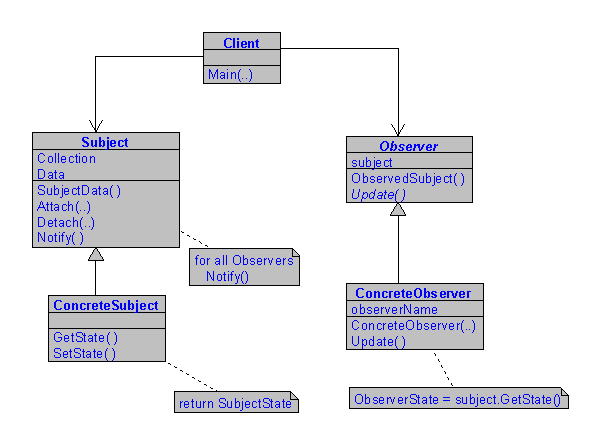 Client
Main(..)
Subject
Collection
Data
SubjectData( )
Attach(..)
Detach(..)
Notify( )
Observer
subject
ObservedSubject( )
Update( )
for all Observers
Notify()
ConcreteSubject
GetState( )
SetState( )
ConcreteObserver
observerName
ConcreteObserver(..)
Update( )
return SubjectState
ObserverState = subject.GetState()